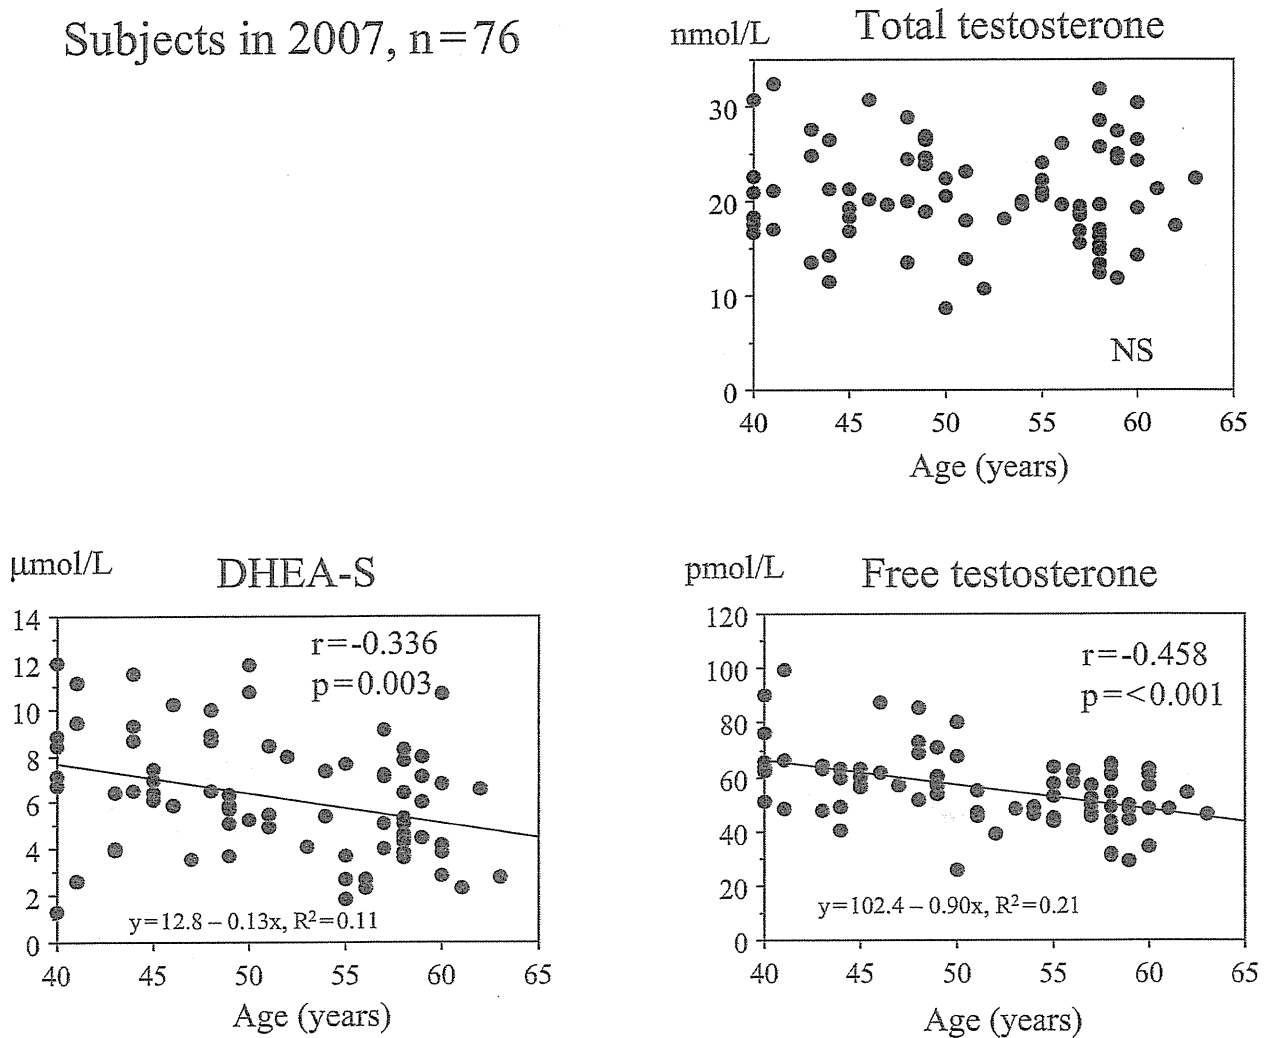 Subjects in 2007, n=76
nmol/L
Total testosterone
30
20
10
0
NS
40 45 50 55 60 65
Age (years)
μmol/L
DHEA-S
14
12
10
8
6
4
2
0
r=-0.336
p=0.003
y=12.8 – 0.13x, R²=0.11
40 45 50 55 60 65
Age (years)
pmol/L
Free testosterone
120
100
80
60
40
20
0
r=-0.458
p=<0.001
y=102.4 – 0.90x, R²=0.21
40 45 50 55 60 65
Age (years)